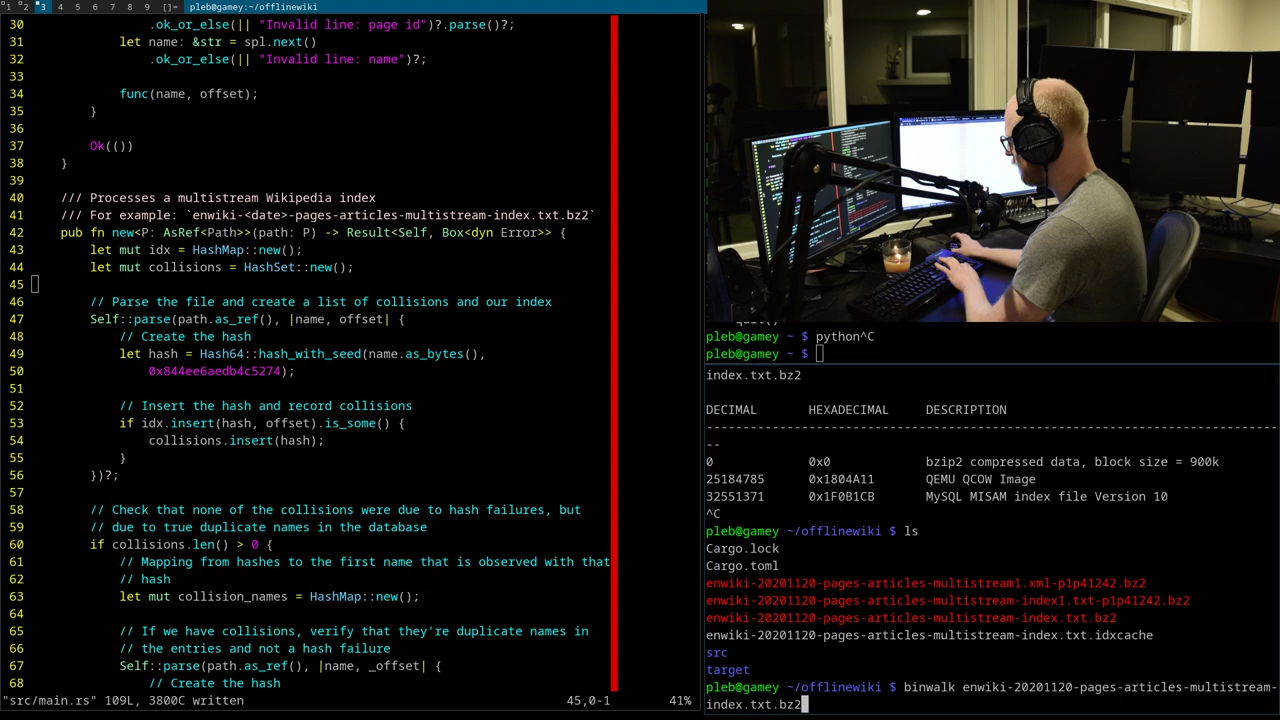 1 2 3 4 5 6 7 8 9 []= pleb@gamey:~/offlinewiki
30 .ok_or_else(|| "Invalid line: page id")?.parse()?;
31 let name: &str = spl.next()
32 .ok_or_else(|| "Invalid line: name")?;
33
34 func(name, offset);
35 }
36
37 Ok(())
38 }
39
40 /// Processes a multistream Wikipedia index
41 /// For example: `enwiki-<date>-pages-articles-multistream-index.txt.bz2`
42 pub fn new<P: AsRef<Path>>(path: P) -> Result<Self, Box<dyn Error>> {
43 let mut idx = HashMap::new();
44 let mut collisions = HashSet::new();
45
46 // Parse the file and create a list of collisions and our index
47 Self::parse(path.as_ref(), |name, offset| {
48 // Create the hash
49 let hash = Hash64::hash_with_seed(name.as_bytes(),
50 0x844ee6aedb4c5274);
51
52 // Insert the hash and record collisions
53 if idx.insert(hash, offset).is_some() {
54 collisions.insert(hash);
55 }
56 })?;
57
58 // Check that none of the collisions were due to hash failures, but
59 // due to true duplicate names in the database
60 if collisions.len() > 0 {
61 // Mapping from hashes to the first name that is observed with that
62 // hash
63 let mut collision_names = HashMap::new();
64
65 // If we have collisions, verify that they're duplicate names in
66 // the entries and not a hash failure
67 Self::parse(path.as_ref(), |name, _offset| {
68 // Create the hash
"src/main.rs" 109L, 3800C written 45,0-1 41%
pleb@gamey ~ $ python^C
pleb@gamey ~ $
index.txt.bz2
DECIMAL HEXADECIMAL DESCRIPTION
--------------------------------------------------------------------------------
--
0 0x0 bzip2 compressed data, block size = 900k
25184785 0x1804A11 QEMU QCOW Image
32551371 0x1F0B1CB MySQL MISAM index file Version 10
^C
pleb@gamey ~/offlinewiki $ ls
Cargo.lock
Cargo.toml
enwiki-20201120-pages-articles-multistream1.xml-p1p41242.bz2
enwiki-20201120-pages-articles-multistream-index1.txt-p1p41242.bz2
enwiki-20201120-pages-articles-multistream-index.txt.bz2
enwiki-20201120-pages-articles-multistream-index.txt.idxcache
src
target
pleb@gamey ~/offlinewiki $ binwalk enwiki-20201120-pages-articles-multistream-
index.txt.bz2